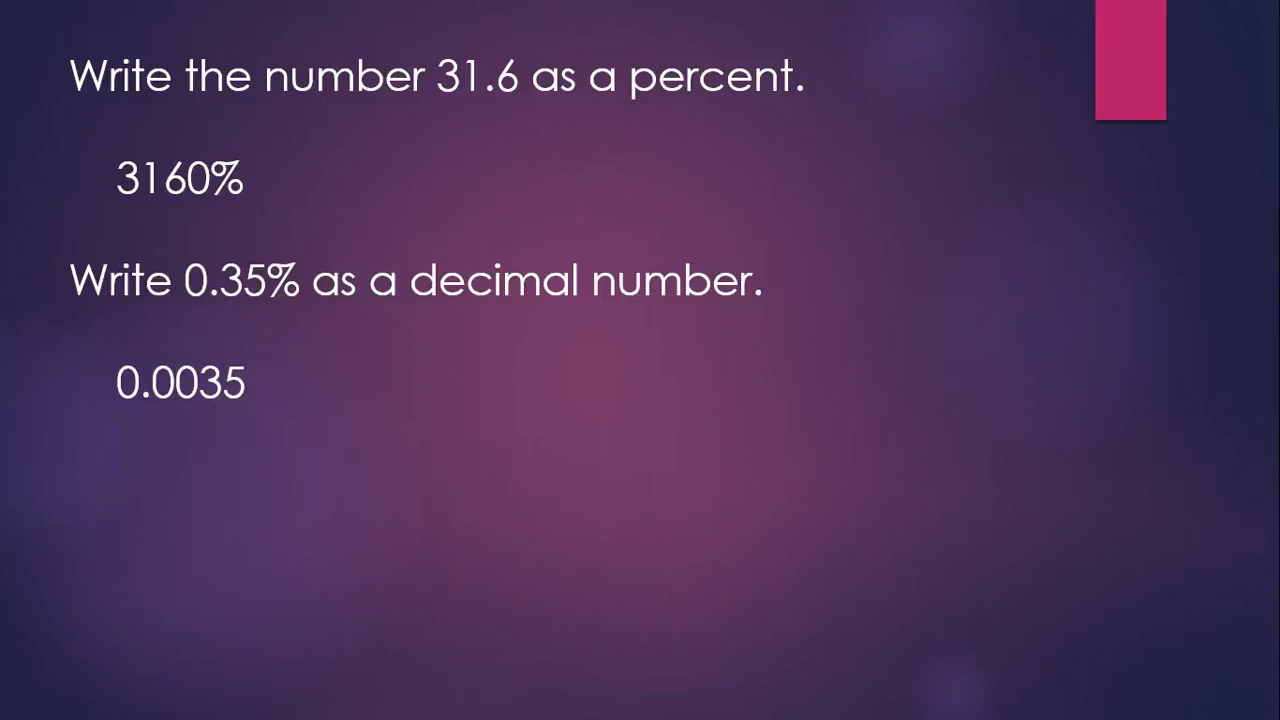 Write the number 31.6 as a percent.
3160%
Write 0.35% as a decimal number.
0.0035